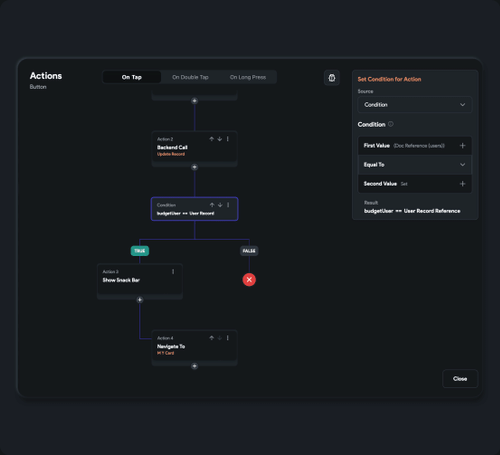 Actions
Button
On Tap
On Double Tap
On Long Press
Action 2
Backend Call
Update Record
Condition
budgetUser == User Record
TRUE
FALSE
Action 3
Show Snack Bar
Action 4
Navigate To
M Y Card
Set Condition for Action
Source
Condition
Condition
First Value (Doc Reference (users))
Equal To
Second Value Set
Result
budgetUser == User Record Reference
Close